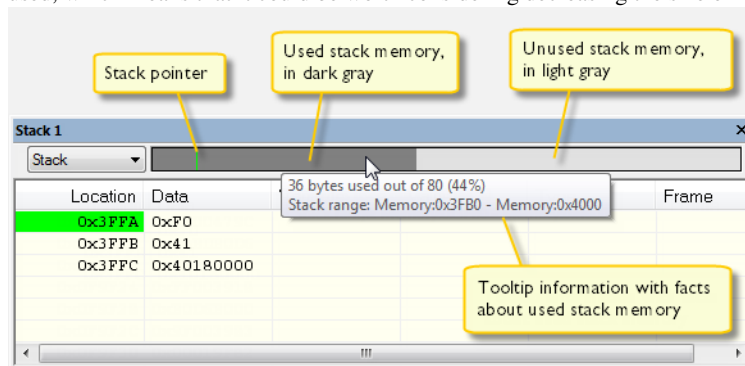 Used stack memory,
in dark gray
Unused stack memory,
in light gray
Stack pointer
Stack 1
Stack
36 bytes used out of 80 (44%)
Stack range: Memory:0x3FB0 - Memory:0x4000
Location Data Frame
0x3FFA 0xF0
0x3FFB 0x41
0x3FFC 0x40180000
Tooltip information with facts
about used stack memory